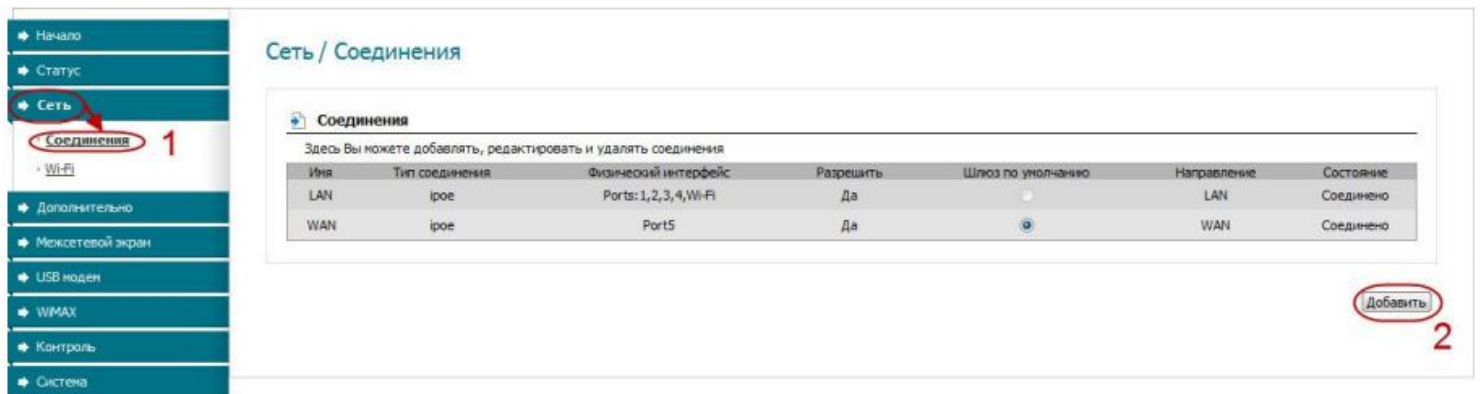 Начало
Статус
Сеть
Соединения 1
Wi-Fi
Дополнительно
Межсетевой экран
USB модем
WiMAX
Контроль
Система
Сеть / Соединения
Соединения
Здесь Вы можете добавлять, редактировать и удалять соединения
Имя Тип соединения Физический интерфейс Разрешить Шлюз по умолчанию Направление Состояние
LAN ipoe Ports:1,2,3,4,Wi-Fi Да LAN Соединено
WAN ipoe Port5 Да WAN Соединено
Добавить
2